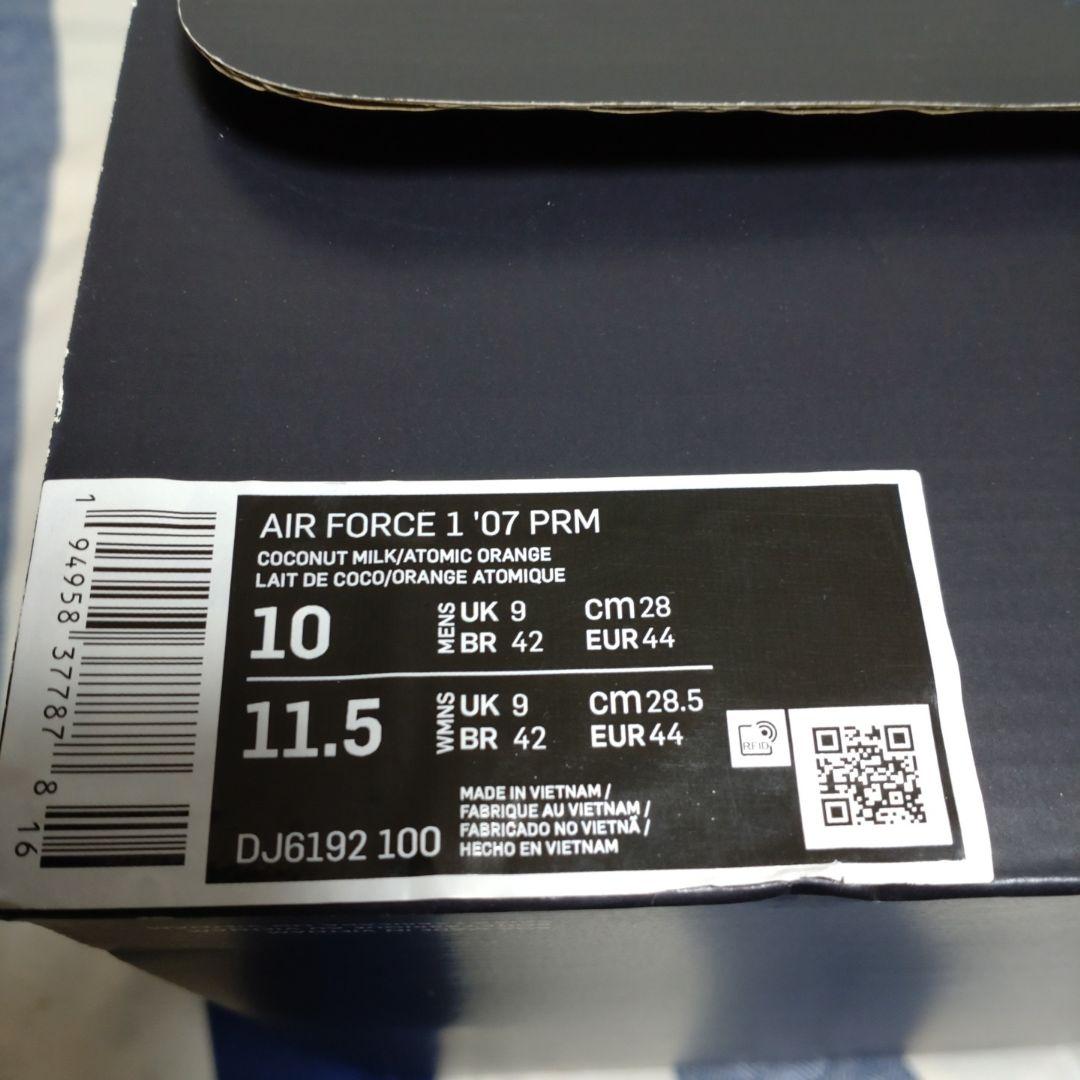 AIR FORCE 1 '07 PRM
COCONUT MILK/ATOMIC ORANGE
LAIT DE COCO/ORANGE ATOMIQUE
10 MENS UK 9 cm 28
BR 42 EUR 44
11.5 WMNS UK 9 cm 28.5
BR 42 EUR 44
RFID
MADE IN VIETNAM /
FABRIQUE AU VIETNAM /
FABRICADO NO VIETNÃ /
HECHO EN VIETNAM
DJ6192 100
1 94958 37787 8 16